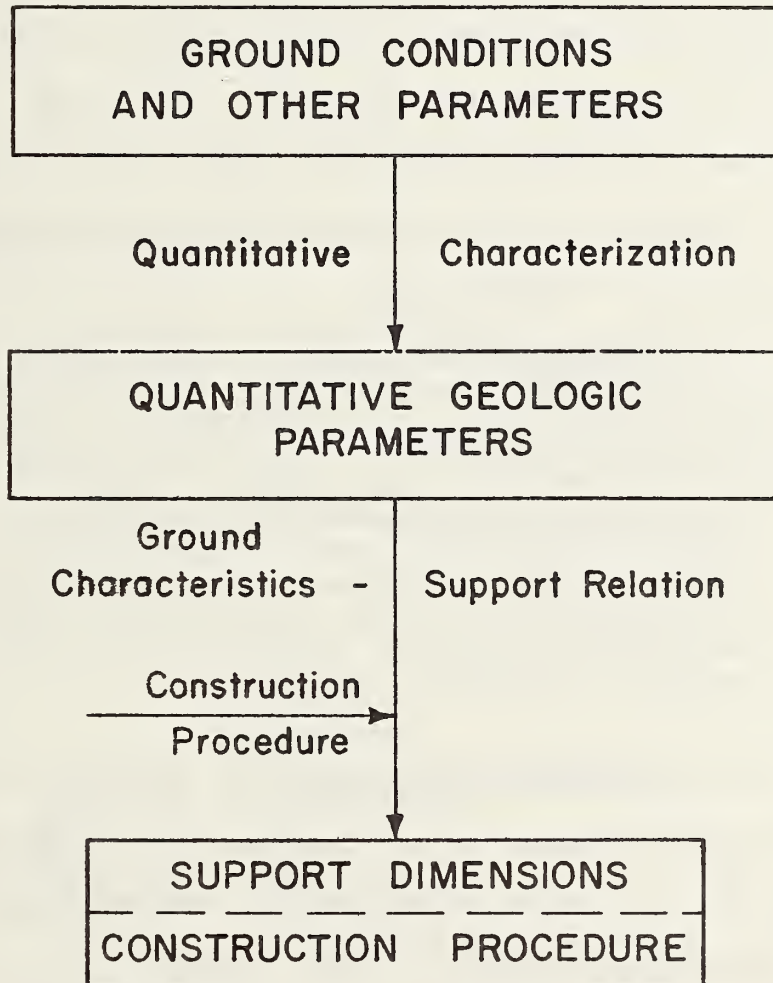 GROUND CONDITIONS
AND OTHER PARAMETERS
Quantitative Characterization
QUANTITATIVE GEOLOGIC
PARAMETERS
Ground
Characteristics - Support Relation
Construction
Procedure
SUPPORT DIMENSIONS
CONSTRUCTION PROCEDURE